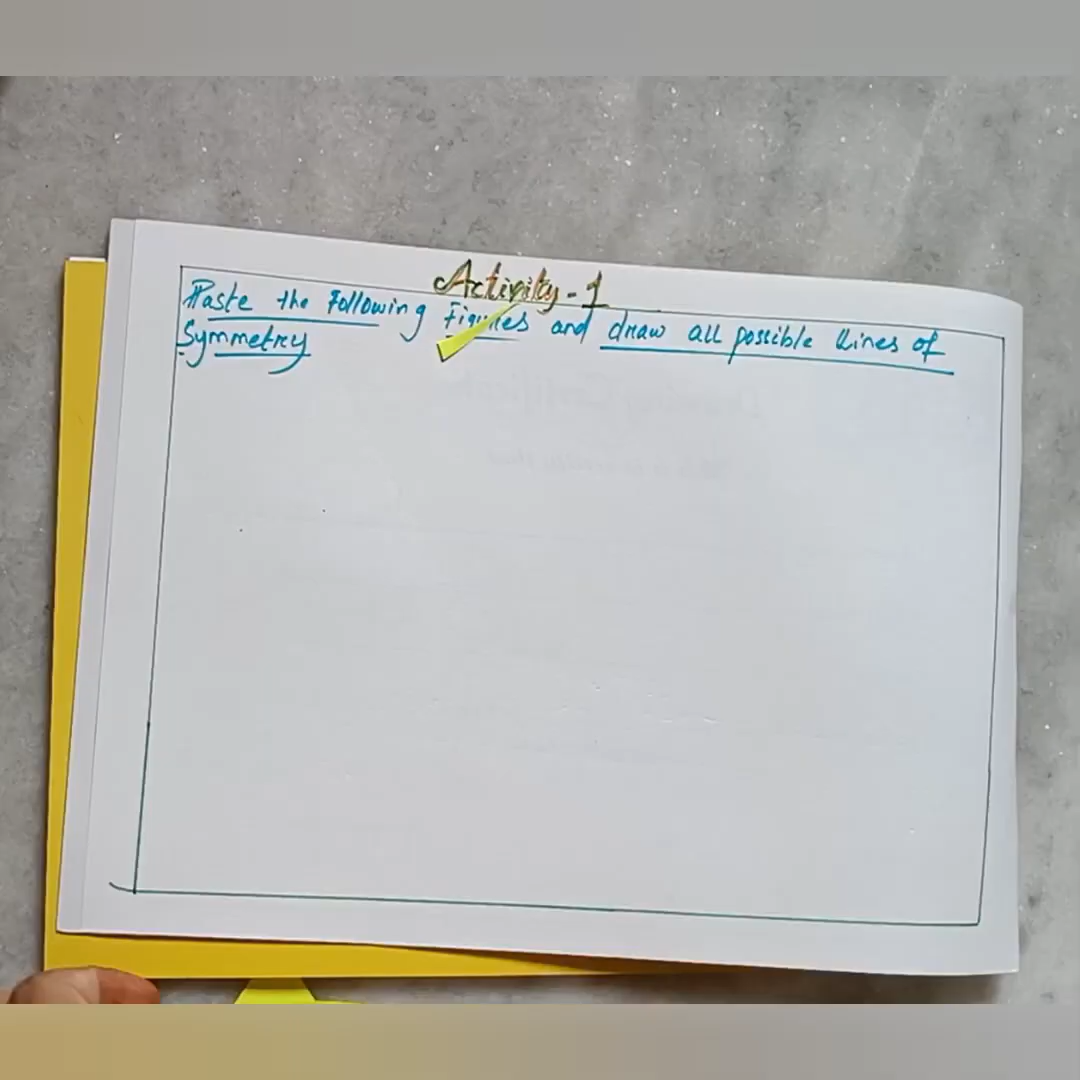 Activity-1
Paste the Following Figures and draw all possible Lines of
Symmetry